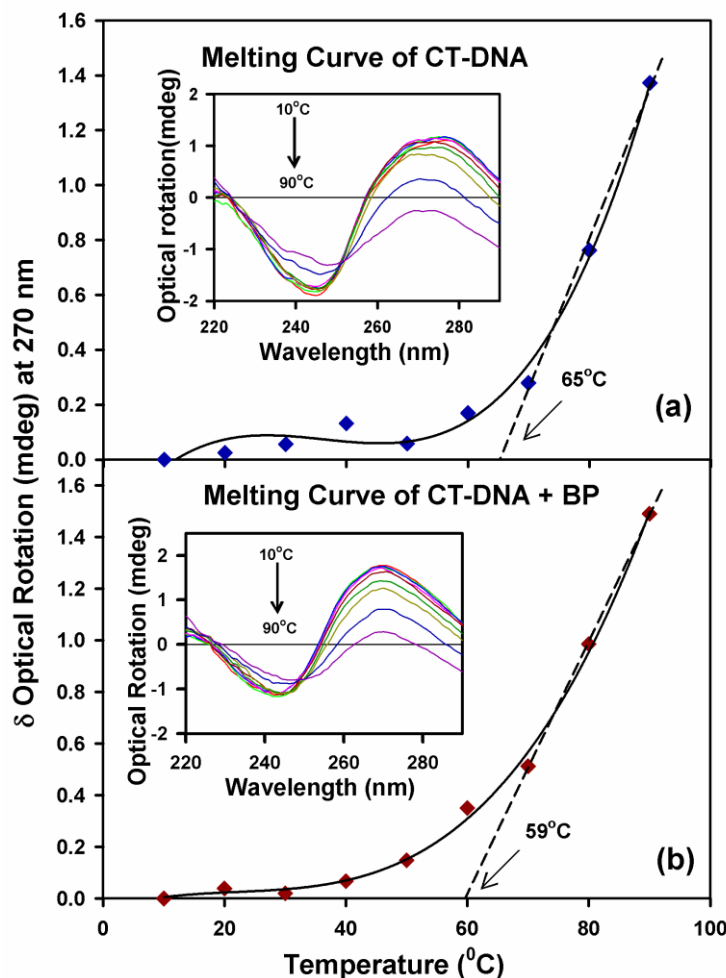 δ Optical Rotation (mdeg) at 270 nm
1.6
1.4
1.2
1.0
0.8
0.6
0.4
0.2
0.0
Melting Curve of CT-DNA
Optical rotation(mdeg)
2
1
0
-1
-2
10°C
90°C
220 240 260 280
Wavelength (nm)
65°C
(a)
1.6
1.4
1.2
1.0
0.8
0.6
0.4
0.2
0.0
Melting Curve of CT-DNA + BP
Optical Rotation (mdeg)
2
1
0
-1
-2
10°C
90°C
220 240 260 280
Wavelength (nm)
59°C
(b)
0 20 40 60 80 100
Temperature (⁰C)